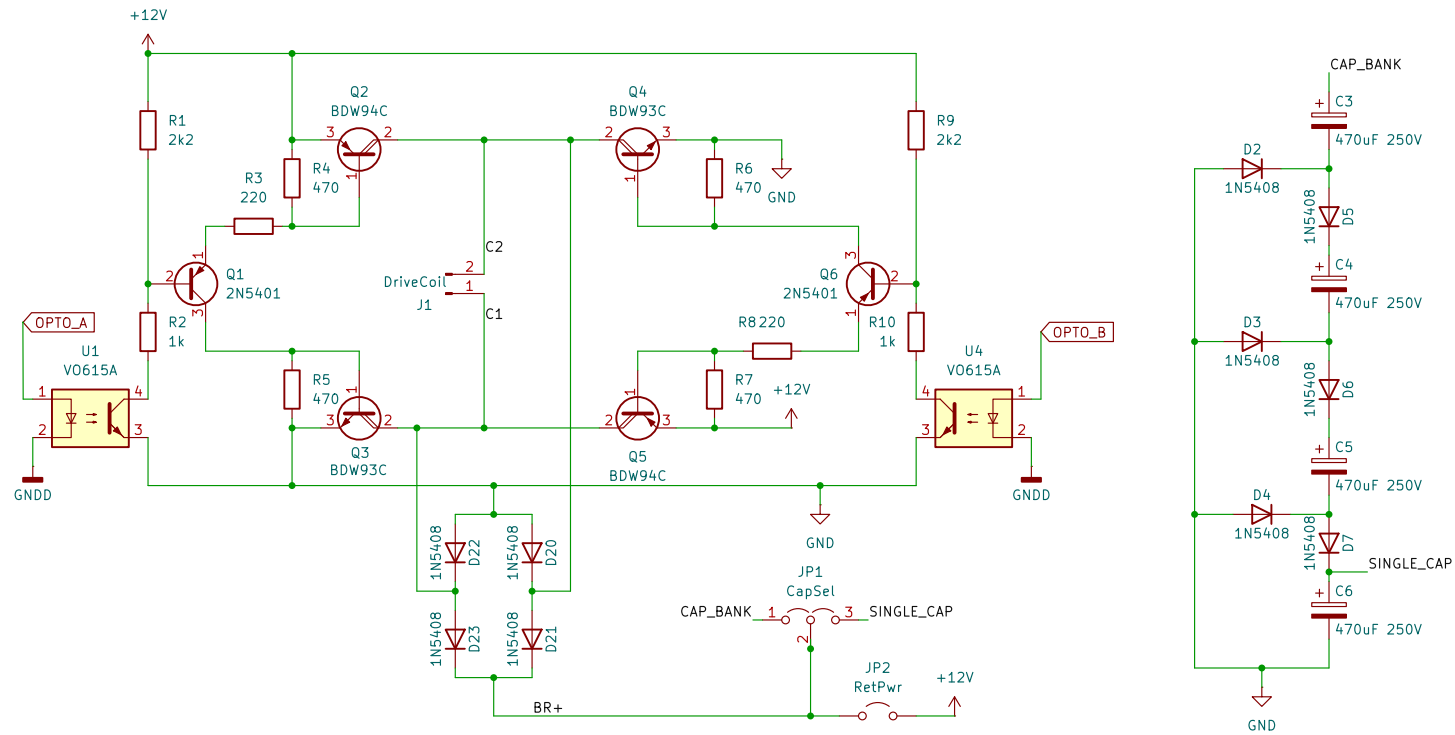 +12V
R1
2k2
Q2
BDW94C
3
2
1
R4
470
R3
220
1
2
3
Q1
2N5401
OPTO_A
R2
1k
U1
VO615A
1
2
4
3
GNDD
R5
470
1
3
2
Q3
BDW93C
C2
2
DriveCoil
1
J1
C1
Q4
BDW93C
2
3
1
R6
470
GND
R9
2k2
3
Q6
2
2N5401
1
R8
220
R10
1k
OPTO_B
U4
VO615A
4
1
3
2
GNDD
R7
470
+12V
1
2
3
Q5
BDW94C
GND
1N5408
D22
1N5408
D20
1N5408
D23
1N5408
D21
BR+
JP1
CapSel
CAP_BANK
1
3
SINGLE_CAP
2
JP2
RetPwr
+12V
CAP_BANK
+
C3
470uF 250V
D2
1N5408
1N5408
D5
+
C4
470uF 250V
D3
1N5408
1N5408
D6
+
C5
470uF 250V
D4
1N5408
1N5408
D7
SINGLE_CAP
+
C6
470uF 250V
GND